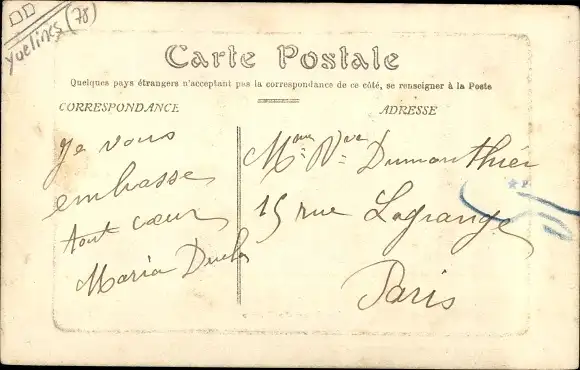 Yvelines (78)
Carte Postale
Quelques pays étrangers n'acceptant pas la correspondance de ce côté, se renseigner à la Poste
CORRESPONDANCE
ADRESSE
Je vous
embrasse
tout cœur
Maria
Mme Vve Dumonthier
15 rue Lagrange
Paris